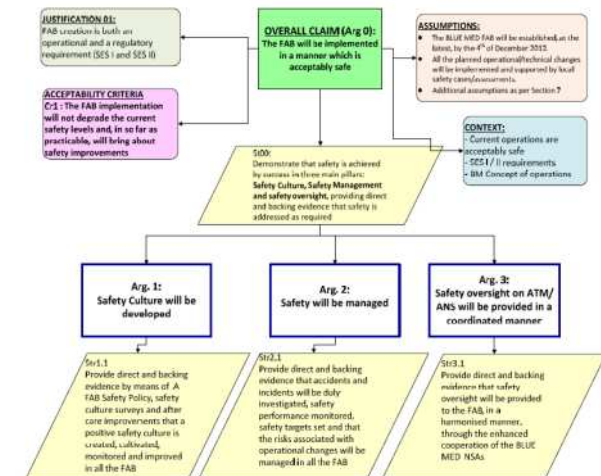 JUSTIFICATION 01:
FAB creation is both an
operational and a regulatory
requirement (SES I and SES II)
OVERALL CLAIM (Arg 0):
The FAB will be implemented
in a manner which is
acceptably safe
ASSUMPTIONS:
• The BLUE MED FAB will be established, at the
latest, by the 4th of December 2012.
• All the planned operational/technical changes
will be implemented and supported by local
safety cases/assessments.
• Additional assumptions as per Section 7
ACCEPTABILITY CRITERIA
Cr1 : The FAB implementation
will not degrade the current
safety levels and, in so far as
practicable, will bring about
safety improvements
CONTEXT:
- Current operations are
acceptably safe
- SES I / II requirements
- BM Concept of operations
St00:
Demonstrate that safety is achieved
by success in three main pillars:
Safety Culture, Safety Management
and safety oversight, providing direct
and backing evidence that safety is
addressed as required
Arg. 1:
Safety Culture will be
developed
Arg. 2:
Safety will be managed
Arg. 3:
Safety oversight on ATM/
ANS will be provided in a
coordinated manner
Str1.1
Provide direct and backing
evidence by means of A
FAB Safety Policy, safety
culture surveys and after
care improvements that a
positive safety culture is
created, cultivated,
monitored and improved
in all the FAB
Str2.1
Provide direct and backing
evidence that accidents and
incidents will be duly
investigated, safety
performance monitored,
safety targets set and that
the risks associated with
operational changes will be
managed in all the FAB
Str3.1
Provide direct and backing
evidence that safety
oversight will be provided
to the FAB, in a
harmonised manner,
through the enhanced
cooperation of the BLUE
MED NSAs